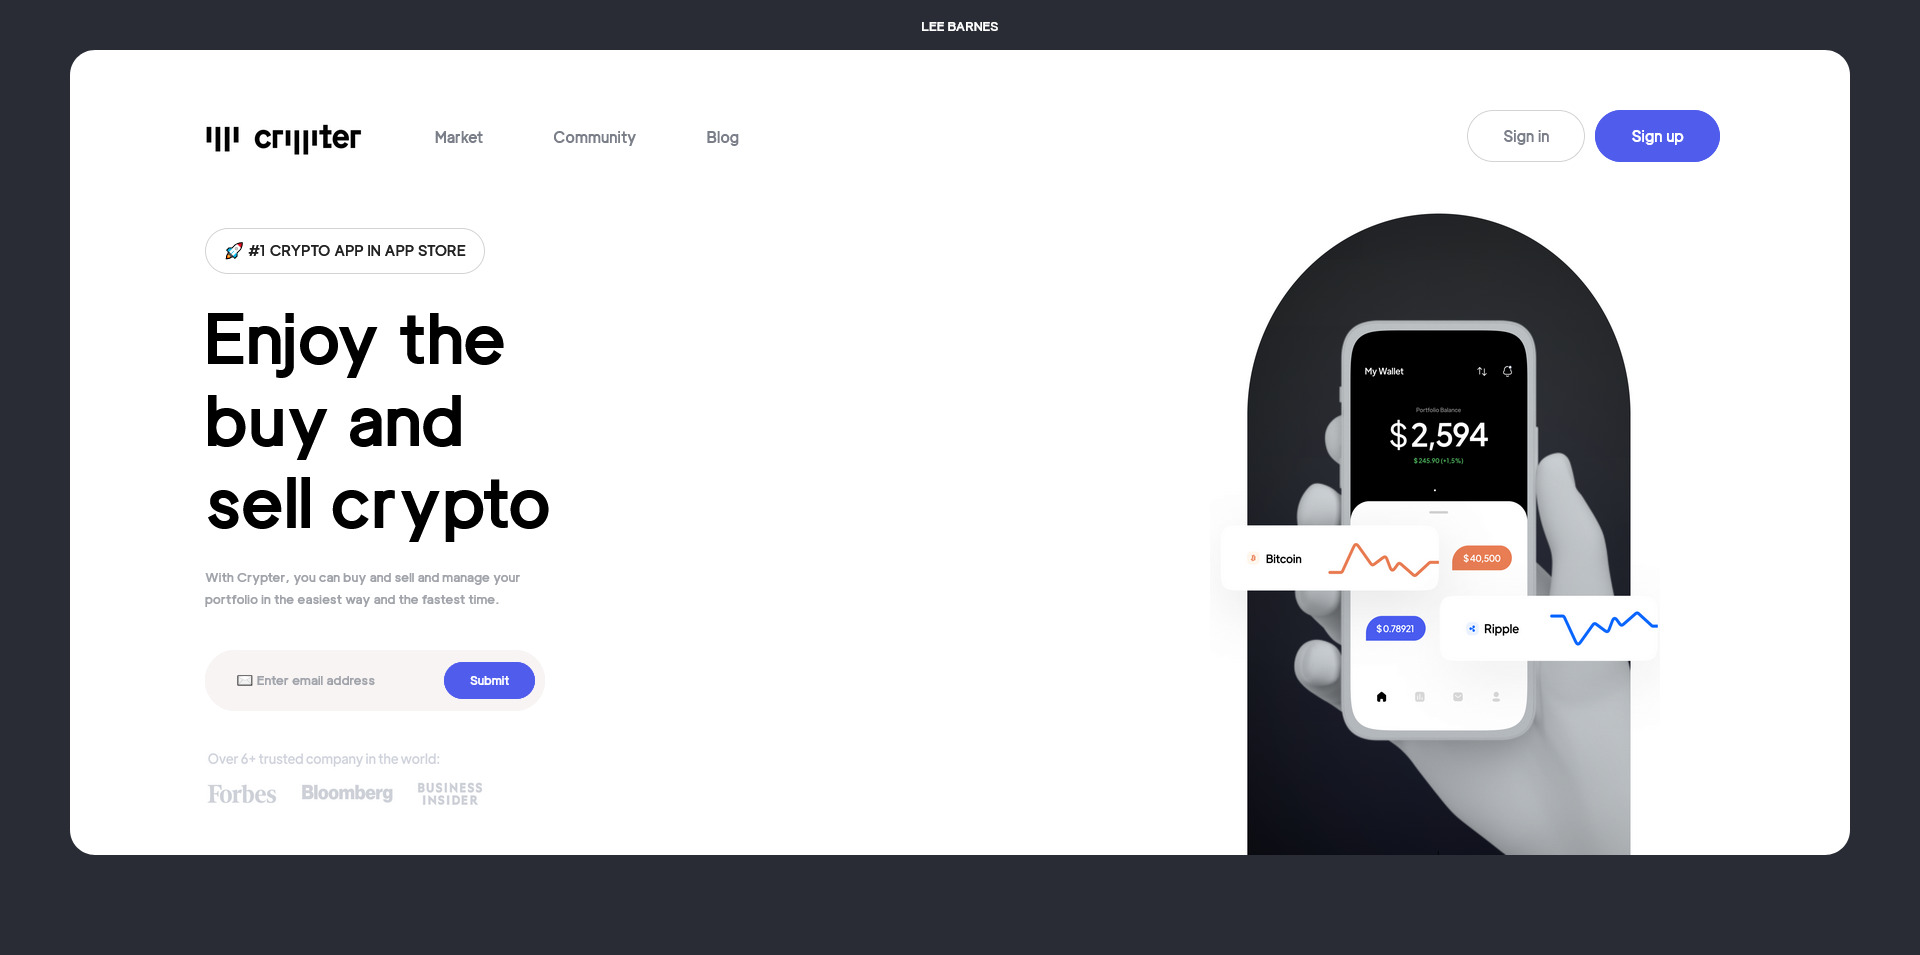 LEE BARNES
crypter
Market
Community
Blog
Sign in
Sign up
🚀 #1 CRYPTO APP IN APP STORE
Enjoy the
buy and
sell crypto
With Crypter, you can buy and sell and manage your
portfolio in the easiest way and the fastest time.
Enter email address
Submit
Over 6+ trusted company in the world:
Forbes
Bloomberg
BUSINESS
INSIDER
My Wallet
Portfolio Balance
$2,594
$245.90 (+1,5%)
Bitcoin
$40,500
$0.78921
Ripple